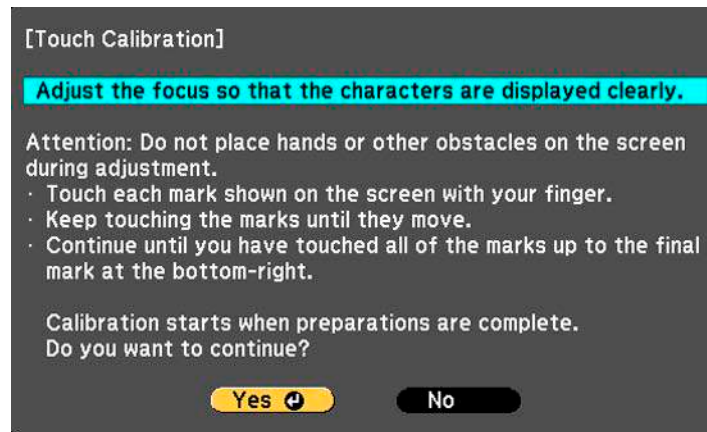 [Touch Calibration]
Adjust the focus so that the characters are displayed clearly.
Attention: Do not place hands or other obstacles on the screen
during adjustment.
· Touch each mark shown on the screen with your finger.
· Keep touching the marks until they move.
· Continue until you have touched all of the marks up to the final
mark at the bottom-right.
Calibration starts when preparations are complete.
Do you want to continue?
Yes ↵ No